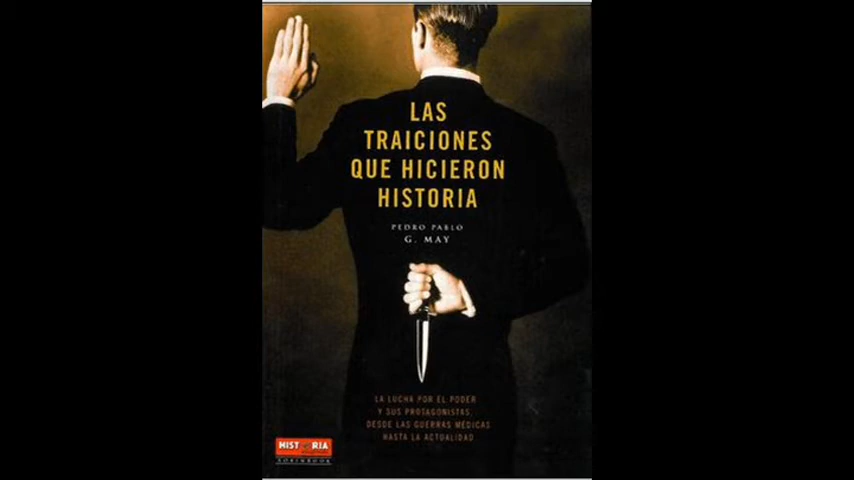 LAS
TRAICIONES
QUE HICIERON
HISTORIA
PEDRO PABLO
G. MAY
LA LUCHA POR EL PODER
Y SUS PROTAGONISTAS,
DESDE LAS GUERRAS MÉDICAS
HASTA LA ACTUALIDAD
HISTORIA
ROBINBOOK